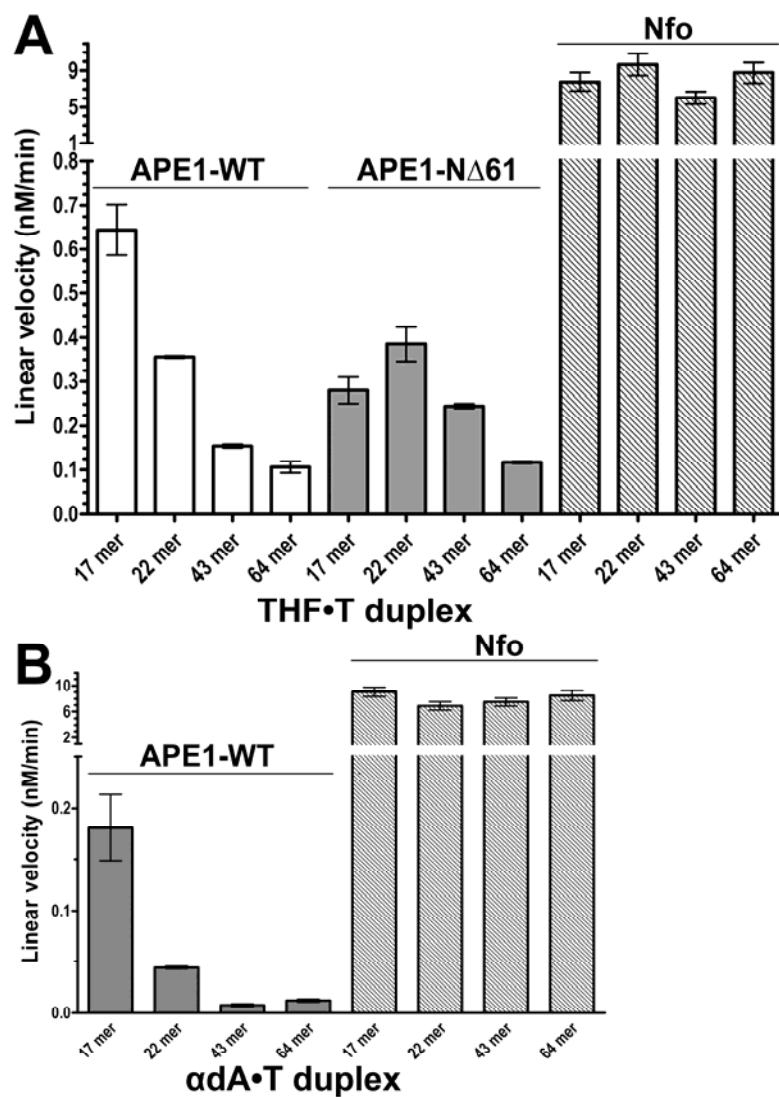 A
Nfo
9
5
1
0.8
APE1-WT
APE1-NΔ61
0.7
0.6
0.5
0.4
0.3
0.2
0.1
0.0
Linear velocity (nM/min)
17 mer 22 mer 43 mer 64 mer 17 mer 22 mer 43 mer 64 mer 17 mer 22 mer 43 mer 64 mer
THF•T duplex
B
Nfo
10
6
2
APE1-WT
0.2
0.1
0.0
Linear velocity (nM/min)
17 mer 22 mer 43 mer 64 mer 17 mer 22 mer 43 mer 64 mer
αdA•T duplex